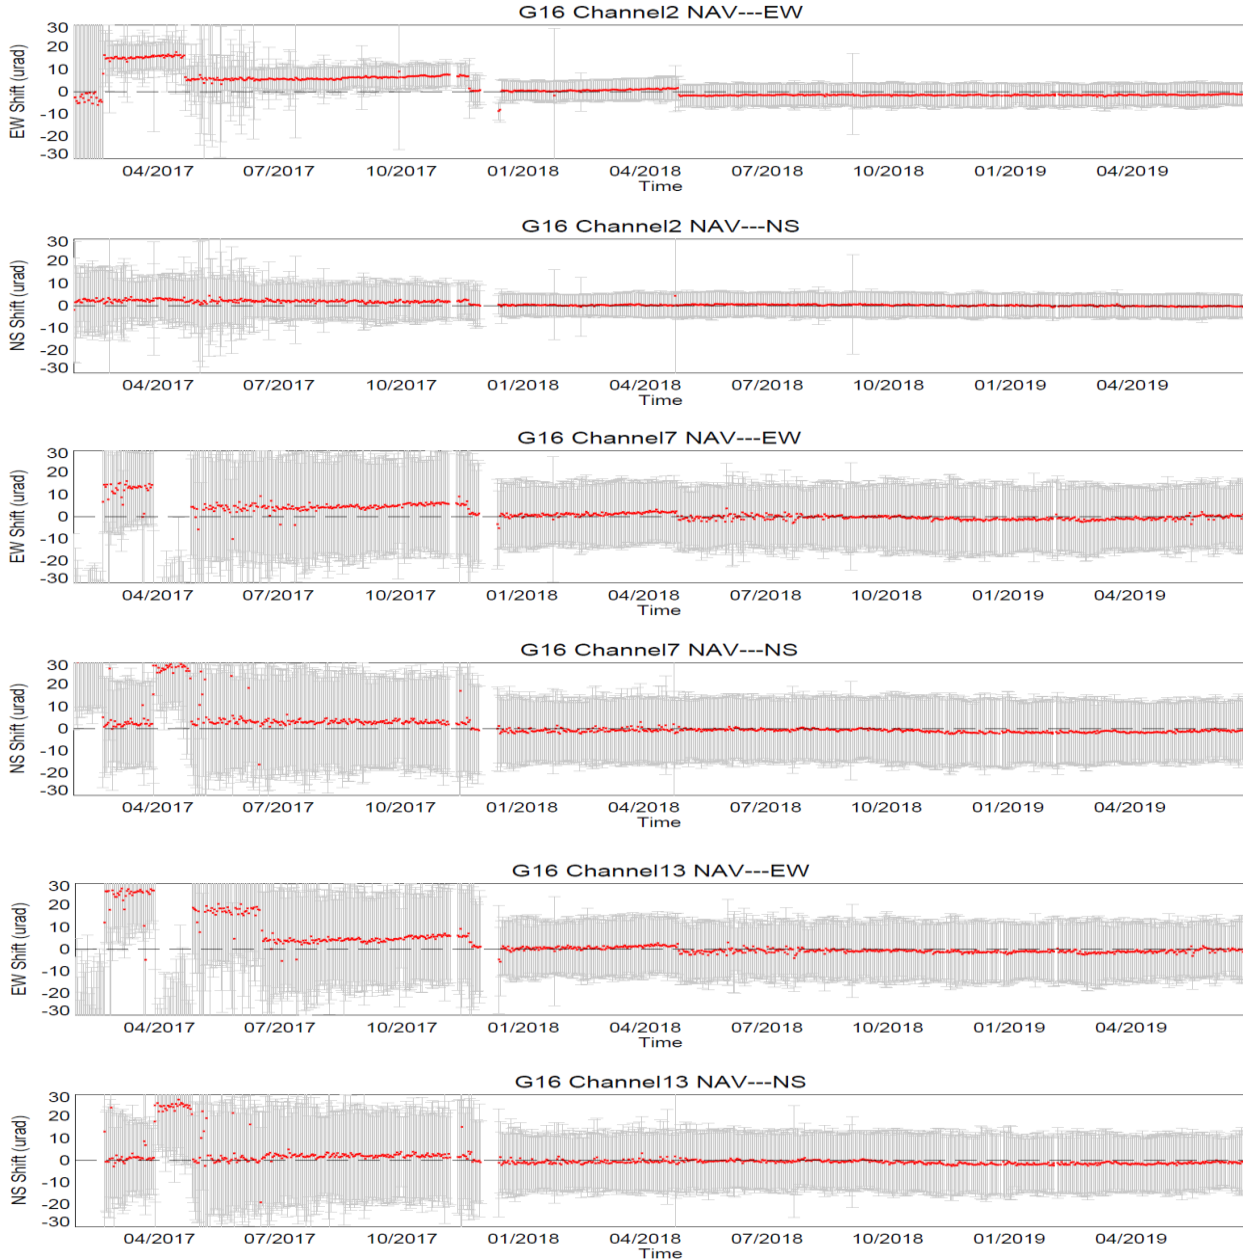 G16 Channel2 NAV---EW
EW Shift (urad)
30
20
10
0
-10
-20
-30
04/2017 07/2017 10/2017 01/2018 04/2018 07/2018 10/2018 01/2019 04/2019
Time
G16 Channel2 NAV---NS
NS Shift (urad)
30
20
10
0
-10
-20
-30
04/2017 07/2017 10/2017 01/2018 04/2018 07/2018 10/2018 01/2019 04/2019
Time
G16 Channel7 NAV---EW
EW Shift (urad)
30
20
10
0
-10
-20
-30
04/2017 07/2017 10/2017 01/2018 04/2018 07/2018 10/2018 01/2019 04/2019
Time
G16 Channel7 NAV---NS
NS Shift (urad)
30
20
10
0
-10
-20
-30
04/2017 07/2017 10/2017 01/2018 04/2018 07/2018 10/2018 01/2019 04/2019
Time
G16 Channel13 NAV---EW
EW Shift (urad)
30
20
10
0
-10
-20
-30
04/2017 07/2017 10/2017 01/2018 04/2018 07/2018 10/2018 01/2019 04/2019
Time
G16 Channel13 NAV---NS
NS Shift (urad)
30
20
10
0
-10
-20
-30
04/2017 07/2017 10/2017 01/2018 04/2018 07/2018 10/2018 01/2019 04/2019
Time